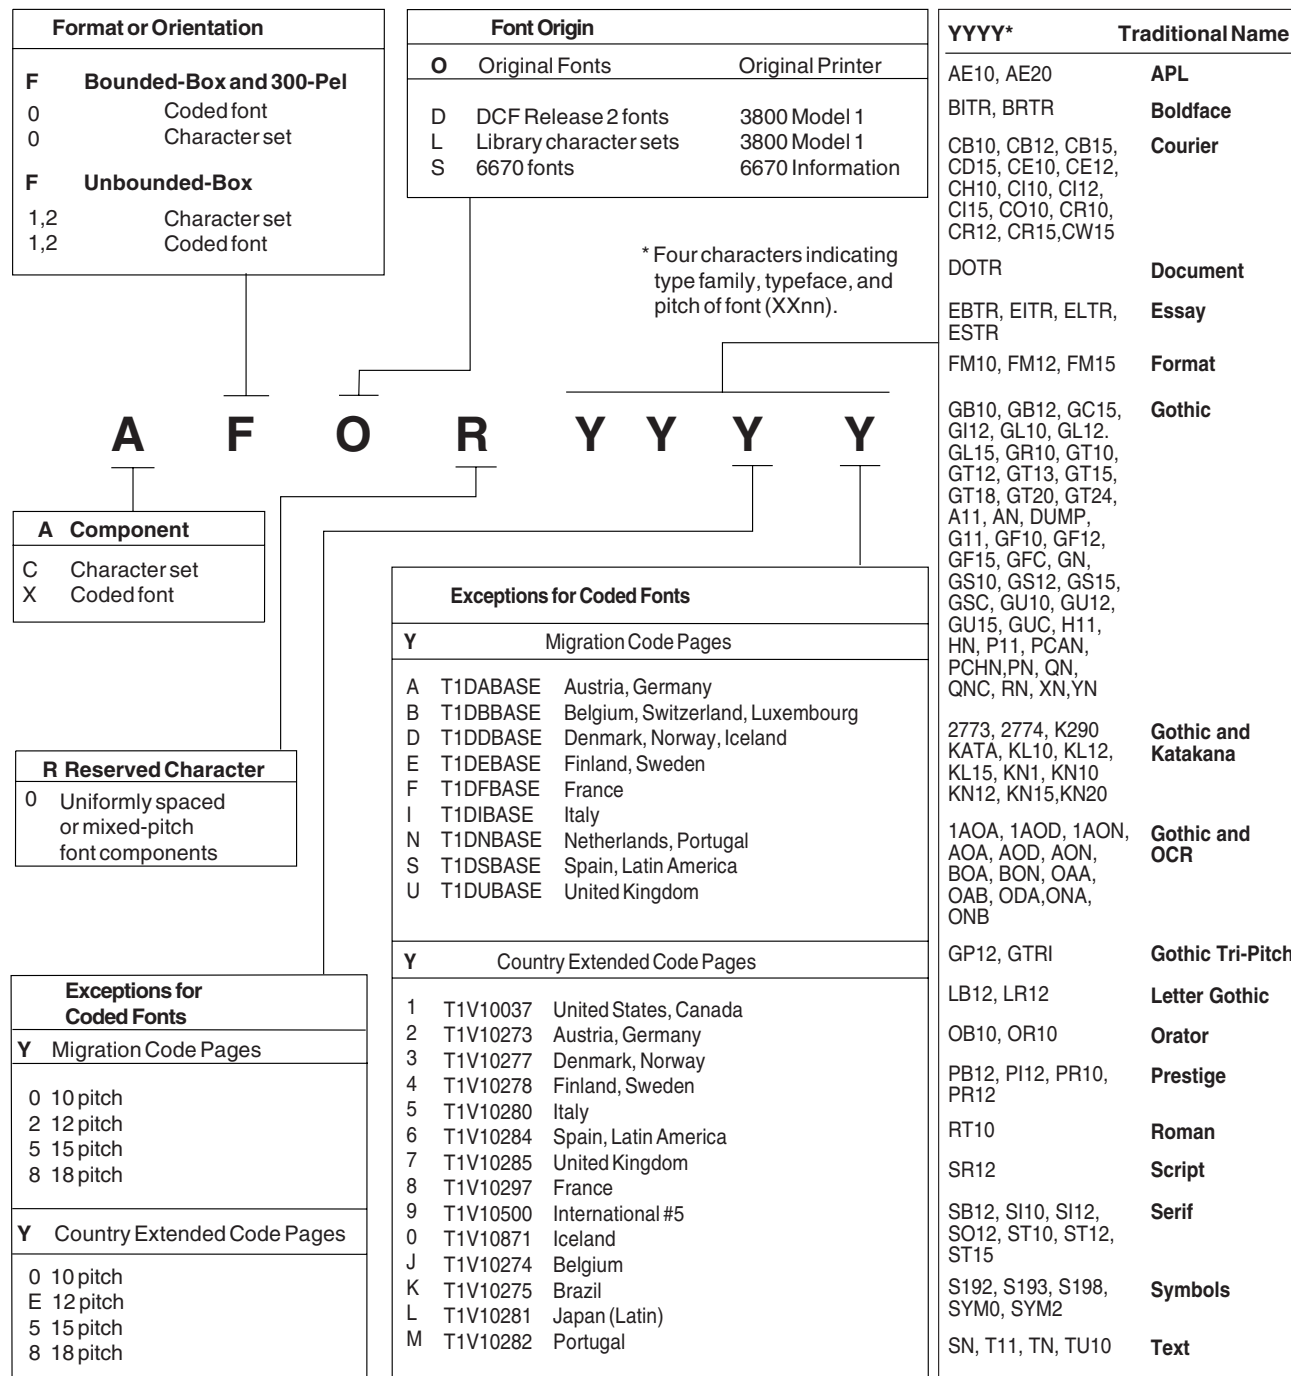 Format or Orientation
F Bounded-Box and 300-Pel
0 Coded font
0 Character set
F Unbounded-Box
1,2 Character set
1,2 Coded font
Font Origin
O Original Fonts Original Printer
D DCF Release 2 fonts 3800 Model 1
L Library character sets 3800 Model 1
S 6670 fonts 6670 Information
* Four characters indicating
type family, typeface, and
pitch of font (XXnn).
A F O R Y Y Y Y
A Component
C Character set
X Coded font
R Reserved Character
0 Uniformly spaced
or mixed-pitch
font components
Exceptions for
Coded Fonts
Y Migration Code Pages
0 10 pitch
2 12 pitch
5 15 pitch
8 18 pitch
Y Country Extended Code Pages
0 10 pitch
E 12 pitch
5 15 pitch
8 18 pitch
Exceptions for Coded Fonts
Y Migration Code Pages
A T1DABASE Austria, Germany
B T1DBBASE Belgium, Switzerland, Luxembourg
D T1DDBASE Denmark, Norway, Iceland
E T1DEBASE Finland, Sweden
F T1DFBASE France
I T1DIBASE Italy
N T1DNBASE Netherlands, Portugal
S T1DSBASE Spain, Latin America
U T1DUBASE United Kingdom
Y Country Extended Code Pages
1 T1V10037 United States, Canada
2 T1V10273 Austria, Germany
3 T1V10277 Denmark, Norway
4 T1V10278 Finland, Sweden
5 T1V10280 Italy
6 T1V10284 Spain, Latin America
7 T1V10285 United Kingdom
8 T1V10297 France
9 T1V10500 International #5
0 T1V10871 Iceland
J T1V10274 Belgium
K T1V10275 Brazil
L T1V10281 Japan (Latin)
M T1V10282 Portugal
YYYY* Traditional Name
AE10, AE20 APL
BITR, BRTR Boldface
CB10, CB12, CB15, Courier
CD15, CE10, CE12,
CH10, CI10, CI12,
CI15, CO10, CR10,
CR12, CR15,CW15
DOTR Document
EBTR, EITR, ELTR, Essay
ESTR
FM10, FM12, FM15 Format
GB10, GB12, GC15, Gothic
GI12, GL10, GL12.
GL15, GR10, GT10,
GT12, GT13, GT15,
GT18, GT20, GT24,
A11, AN, DUMP,
G11, GF10, GF12,
GF15, GFC, GN,
GS10, GS12, GS15,
GSC, GU10, GU12,
GU15, GUC, H11,
HN, P11, PCAN,
PCHN,PN, QN,
QNC, RN, XN,YN
2773, 2774, K290 Gothic and
KATA, KL10, KL12, Katakana
KL15, KN1, KN10
KN12, KN15,KN20
1AOA, 1AOD, 1AON, Gothic and
AOA, AOD, AON, OCR
BOA, BON, OAA,
OAB, ODA,ONA,
ONB
GP12, GTRI Gothic Tri-Pitch
LB12, LR12 Letter Gothic
OB10, OR10 Orator
PB12, PI12, PR10, Prestige
PR12
RT10 Roman
SR12 Script
SB12, SI10, SI12, Serif
SO12, ST10, ST12,
ST15
S192, S193, S198, Symbols
SYM0, SYM2
SN, T11, TN, TU10 Text